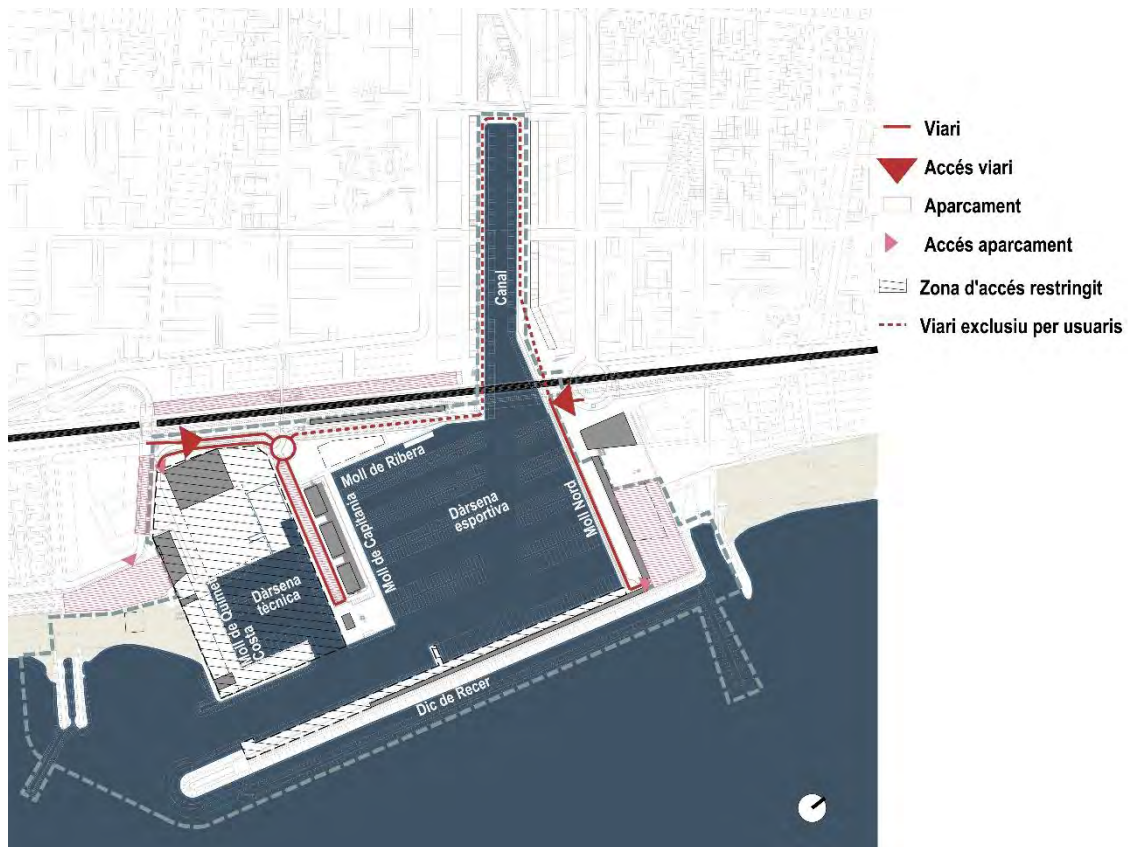 Viari
Accés viari
Aparcament
Accés aparcament
Zona d'accés restringit
Viari exclusiu per usuaris
Canal
Moll de Ribera
Moll de Capitania
Dàrsena
esportiva
Moll Nord
Dàrsena
tècnica
Moll de Quimet
Costa
Dic de Recer